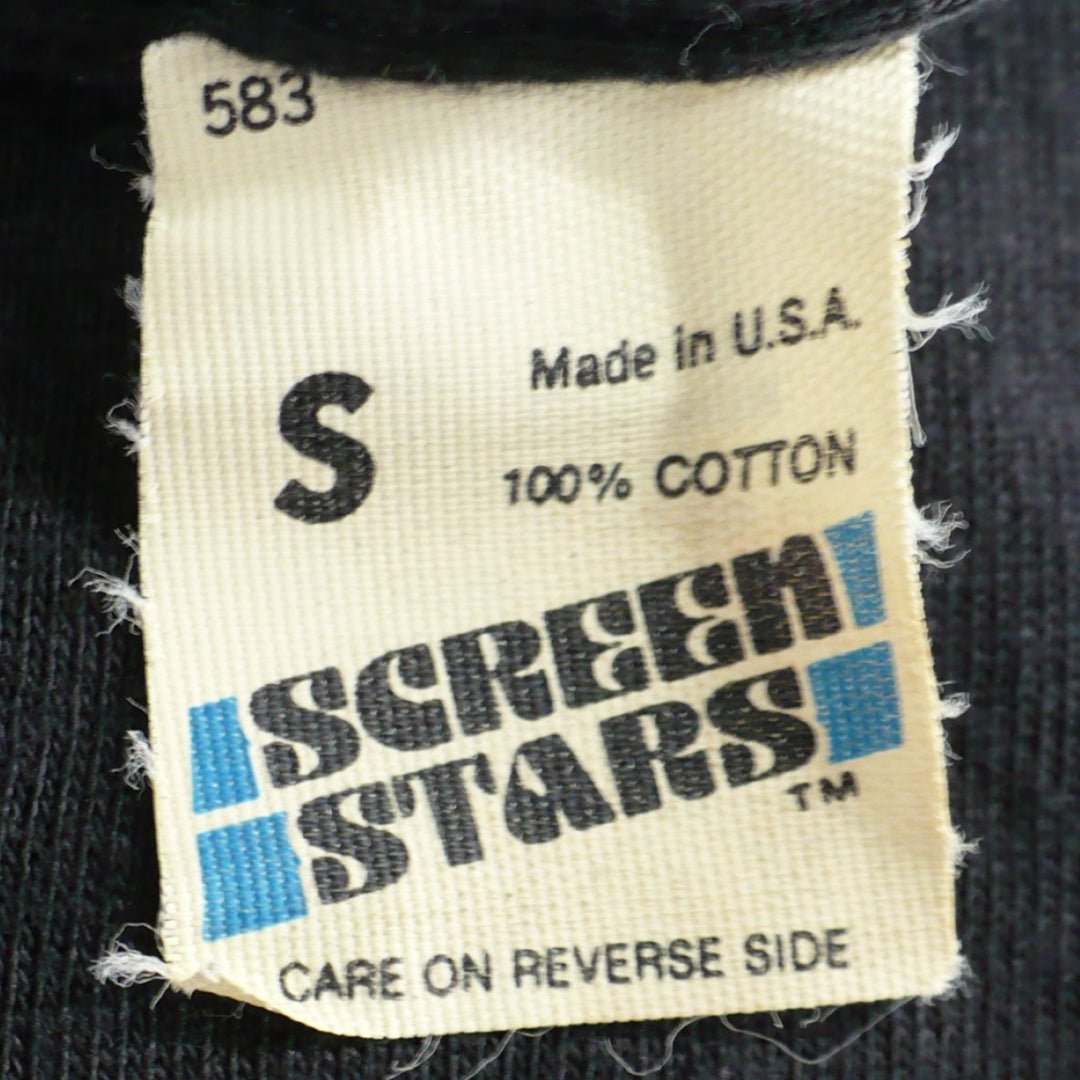 583
S
Made in U.S.A.
100% COTTON
SCREEN
STARS
TM
CARE ON REVERSE SIDE